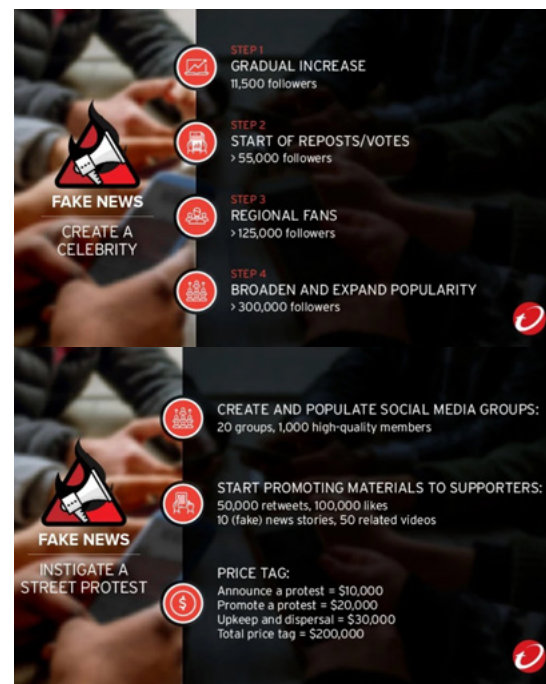 STEP 1
GRADUAL INCREASE
11,500 followers
STEP 2
START OF REPOSTS/VOTES
> 55,000 followers
FAKE NEWS
CREATE A
CELEBRITY
STEP 3
REGIONAL FANS
> 125,000 followers
STEP 4
BROADEN AND EXPAND POPULARITY
> 300,000 followers
CREATE AND POPULATE SOCIAL MEDIA GROUPS:
20 groups, 1,000 high-quality members
START PROMOTING MATERIALS TO SUPPORTERS:
50,000 retweets, 100,000 likes
10 (fake) news stories, 50 related videos
FAKE NEWS
INSTIGATE A
STREET PROTEST
PRICE TAG:
Announce a protest = $10,000
Promote a protest = $20,000
Upkeep and dispersal = $30,000
Total price tag = $200,000